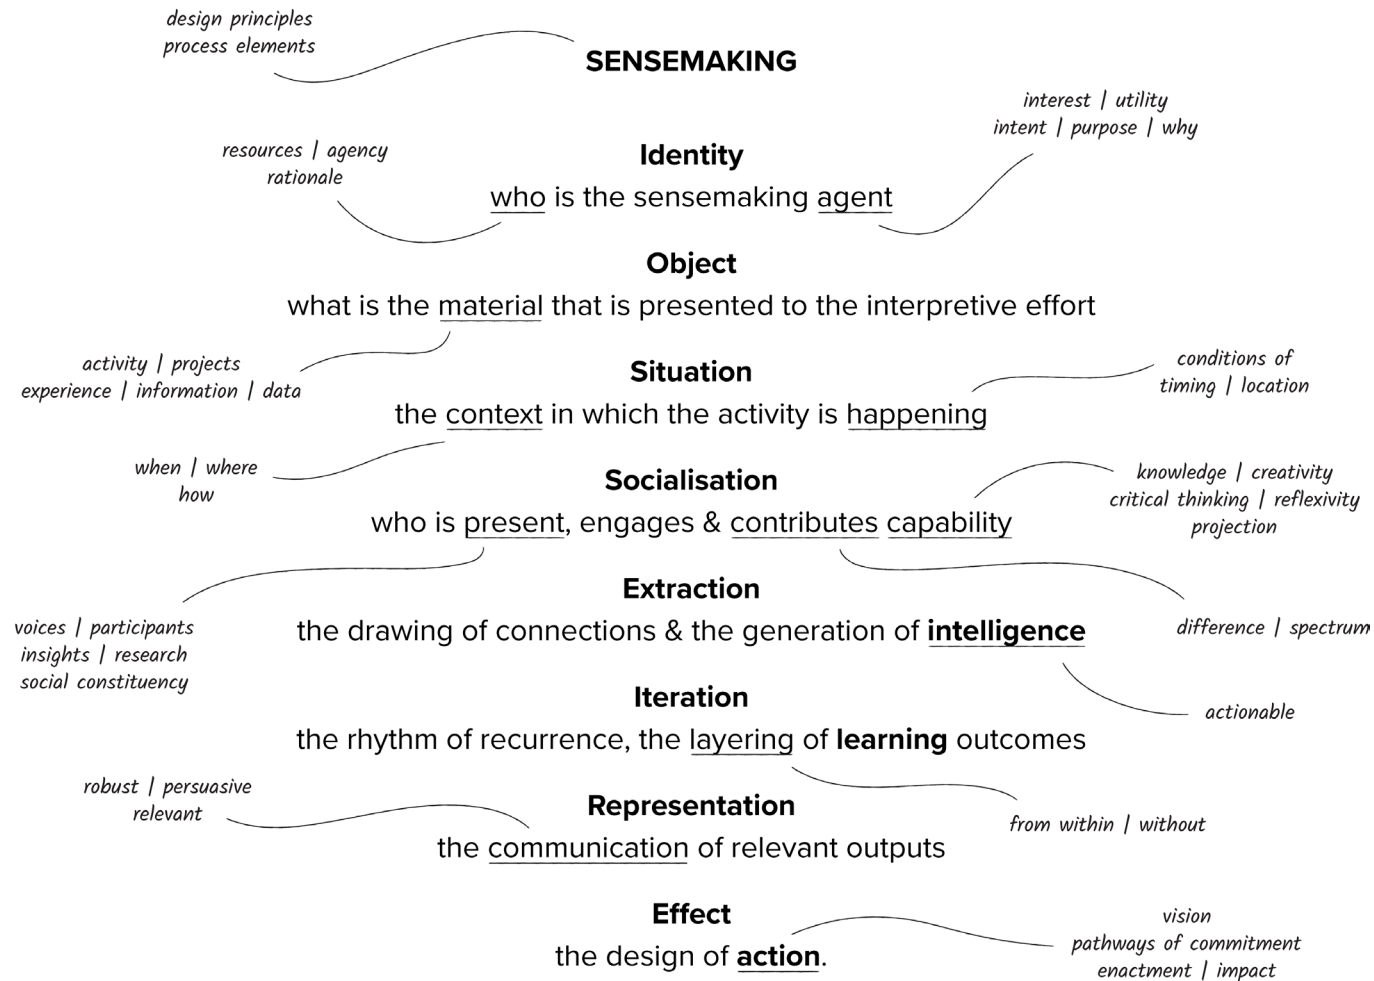 design principles
process elements
SENSEMAKING
interest | utility
intent | purpose | why
resources | agency
rationale
Identity
who is the sensemaking agent
Object
what is the material that is presented to the interpretive effort
activity | projects
experience | information | data
Situation
conditions of
timing | location
the context in which the activity is happening
when | where
how
Socialisation
knowledge | creativity
critical thinking | reflexivity
projection
who is present, engages & contributes capability
Extraction
voices | participants
insights | research
social constituency
the drawing of connections & the generation of intelligence
difference | spectrum
Iteration
actionable
the rhythm of recurrence, the layering of learning outcomes
robust | persuasive
relevant
Representation
from within | without
the communication of relevant outputs
Effect
the design of action.
vision
pathways of commitment
enactment | impact